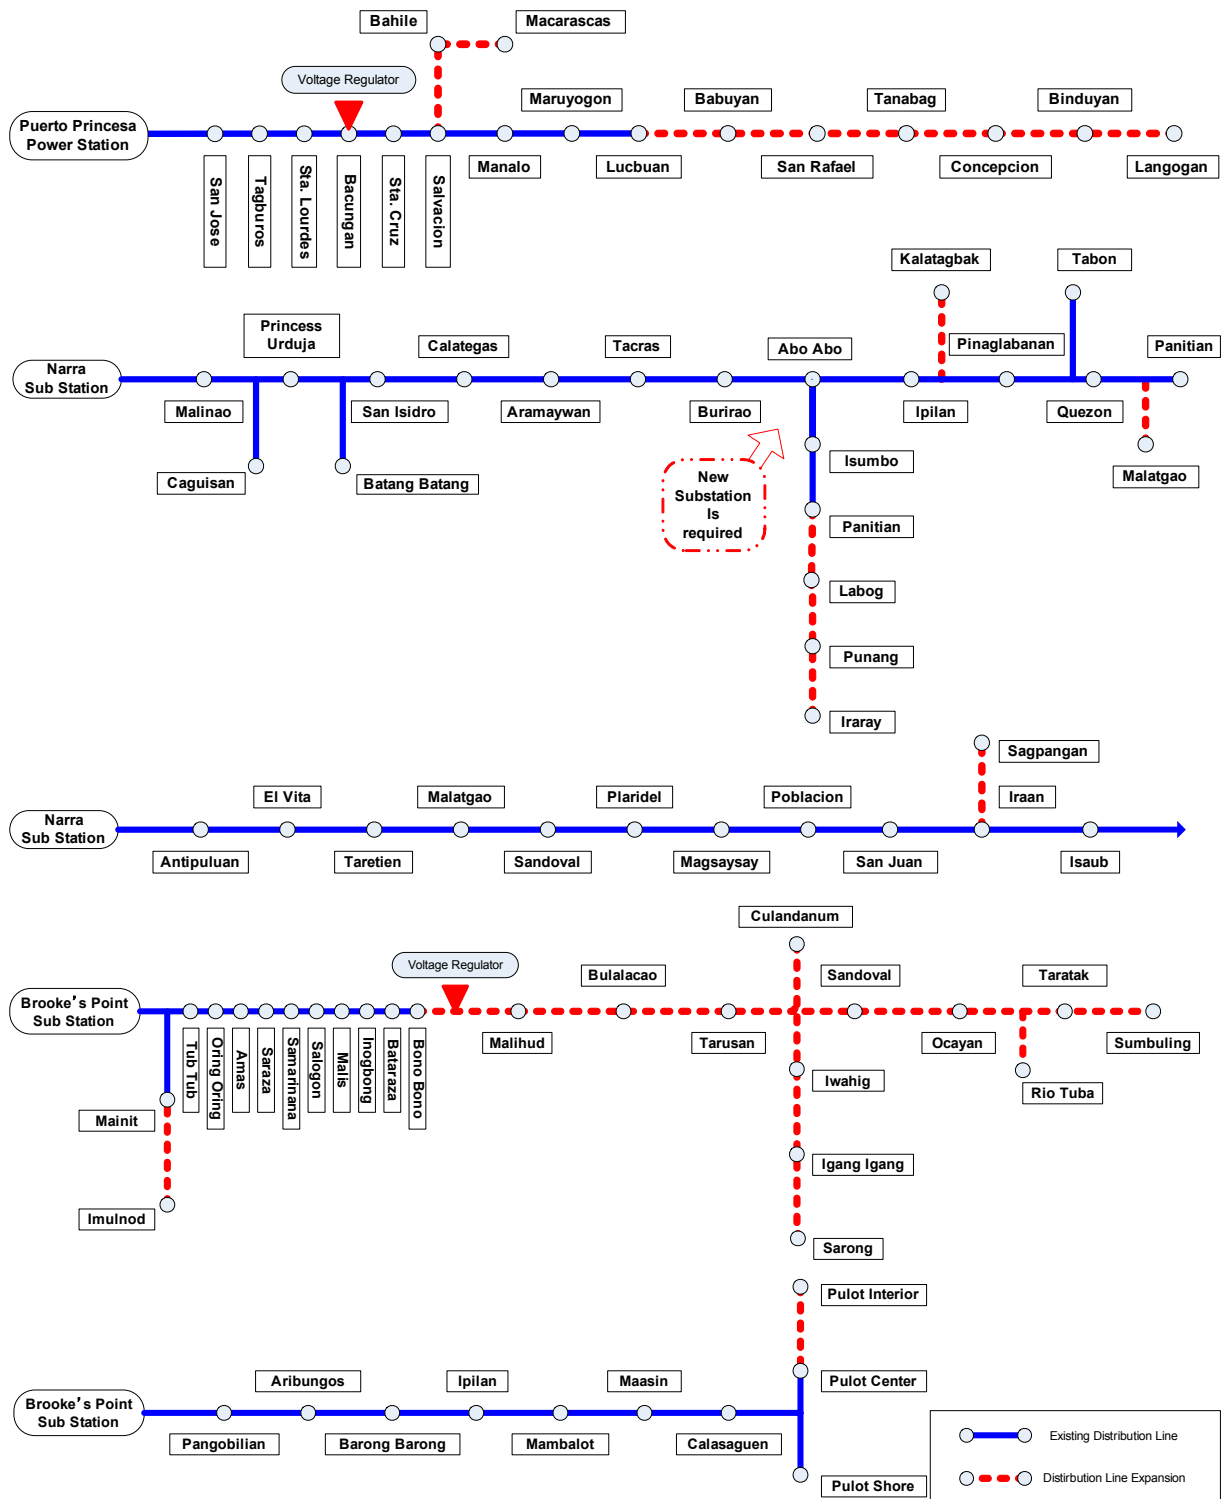 Bahile
Macarascas
Voltage Regulator
Maruyogon
Babuyan
Tanabag
Binduyan
Puerto Princesa
Power Station
Manalo
Lucbuan
San Rafael
Concepcion
Langogan
San Jose
Tagburos
Sta. Lourdes
Bacungan
Sta. Cruz
Salvacion
Kalatagbak
Tabon
Princess
Urduja
Calategas
Tacras
Abo Abo
Pinaglabanan
Panitian
Narra
Sub Station
Malinao
San Isidro
Aramaywan
Burirao
Ipilan
Quezon
Caguisan
Batang Batang
New
Substation
Is
required
Isumbo
Malatgao
Panitian
Labog
Punang
Iraray
Sagpangan
El Vita
Malatgao
Plaridel
Poblacion
Iraan
Narra
Sub Station
Antipuluan
Taretien
Sandoval
Magsaysay
San Juan
Isaub
Culandanum
Voltage Regulator
Bulalacao
Sandoval
Taratak
Brooke's Point
Sub Station
Tub Tub
Oring Oring
Amas
Saraza
Samarinana
Salogon
Malis
Inogbong
Bataraza
Bono Bono
Malihud
Tarusan
Ocayan
Sumbuling
Iwahig
Rio Tuba
Mainit
Igang Igang
Imulnod
Sarong
Pulot Interior
Aribungos
Ipilan
Maasin
Pulot Center
Brooke's Point
Sub Station
Pangobilian
Barong Barong
Mambalot
Calasaguen
Pulot Shore
Existing Distribution Line
Distirbution Line Expansion